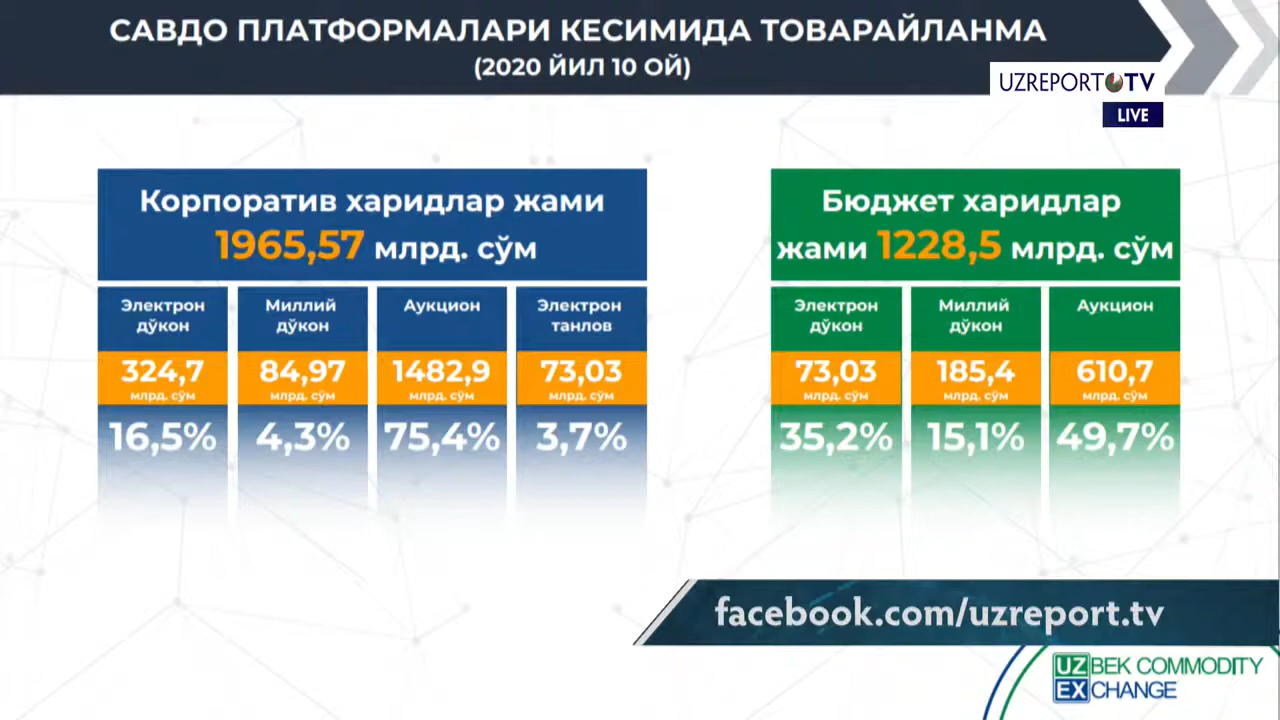 САВДО ПЛАТФОРМАЛАРИ КЕСИМИДА ТОВАРАЙЛАНМА
(2020 ЙИЛ 10 ОЙ)
UZREPORT TV
LIVE
Корпоратив харидлар жами
1965,57 млрд. сўм
Электрон
дўкон
324,7
млрд. сўм
16,5%
Миллий
дўкон
84,97
млрд. сўм
4,3%
Аукцион
1482,9
млрд. сўм
75,4%
Электрон
танлов
73,03
млрд. сўм
3,7%
Бюджет харидлар
жами 1228,5 млрд. сўм
Электрон
дўкон
73,03
млрд. сўм
35,2%
Миллий
дўкон
185,4
млрд. сўм
15,1%
Аукцион
610,7
млрд. сўм
49,7%
facebook.com/uzreport.tv
UZBEK COMMODITY
EXCHANGE